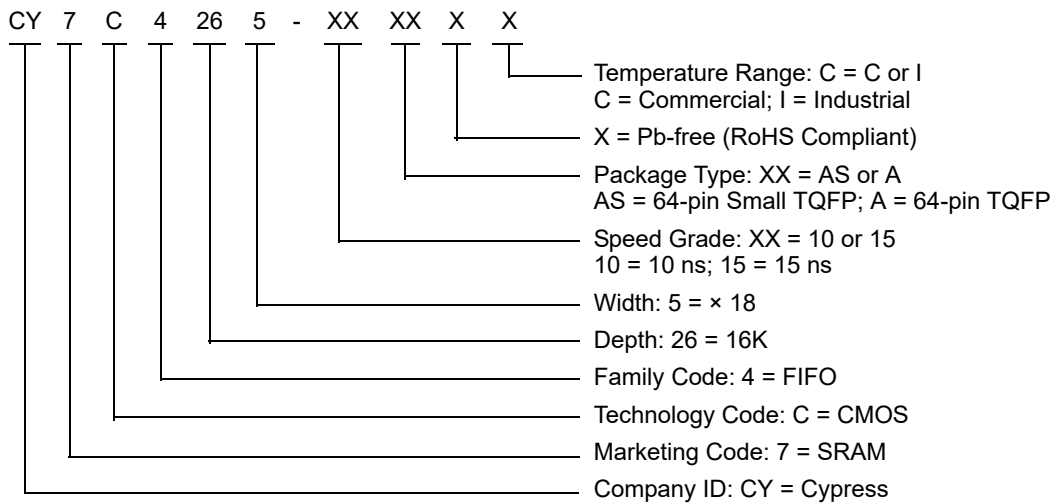 CY 7 C 4 26 5 - XX XX X X
Temperature Range: C = C or I
C = Commercial; I = Industrial
X = Pb-free (RoHS Compliant)
Package Type: XX = AS or A
AS = 64-pin Small TQFP; A = 64-pin TQFP
Speed Grade: XX = 10 or 15
10 = 10 ns; 15 = 15 ns
Width: 5 = × 18
Depth: 26 = 16K
Family Code: 4 = FIFO
Technology Code: C = CMOS
Marketing Code: 7 = SRAM
Company ID: CY = Cypress